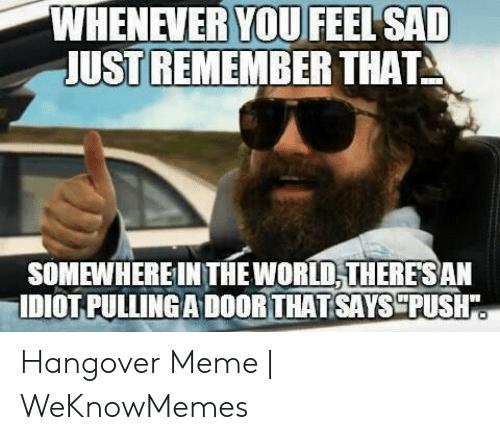 WHENEVER YOU FEEL SAD
JUST REMEMBER THAT...
SOMEWHERE IN THE WORLD, THERE'S AN
IDIOT PULLING A DOOR THAT SAYS "PUSH".
Hangover Meme |
WeKnowMemes